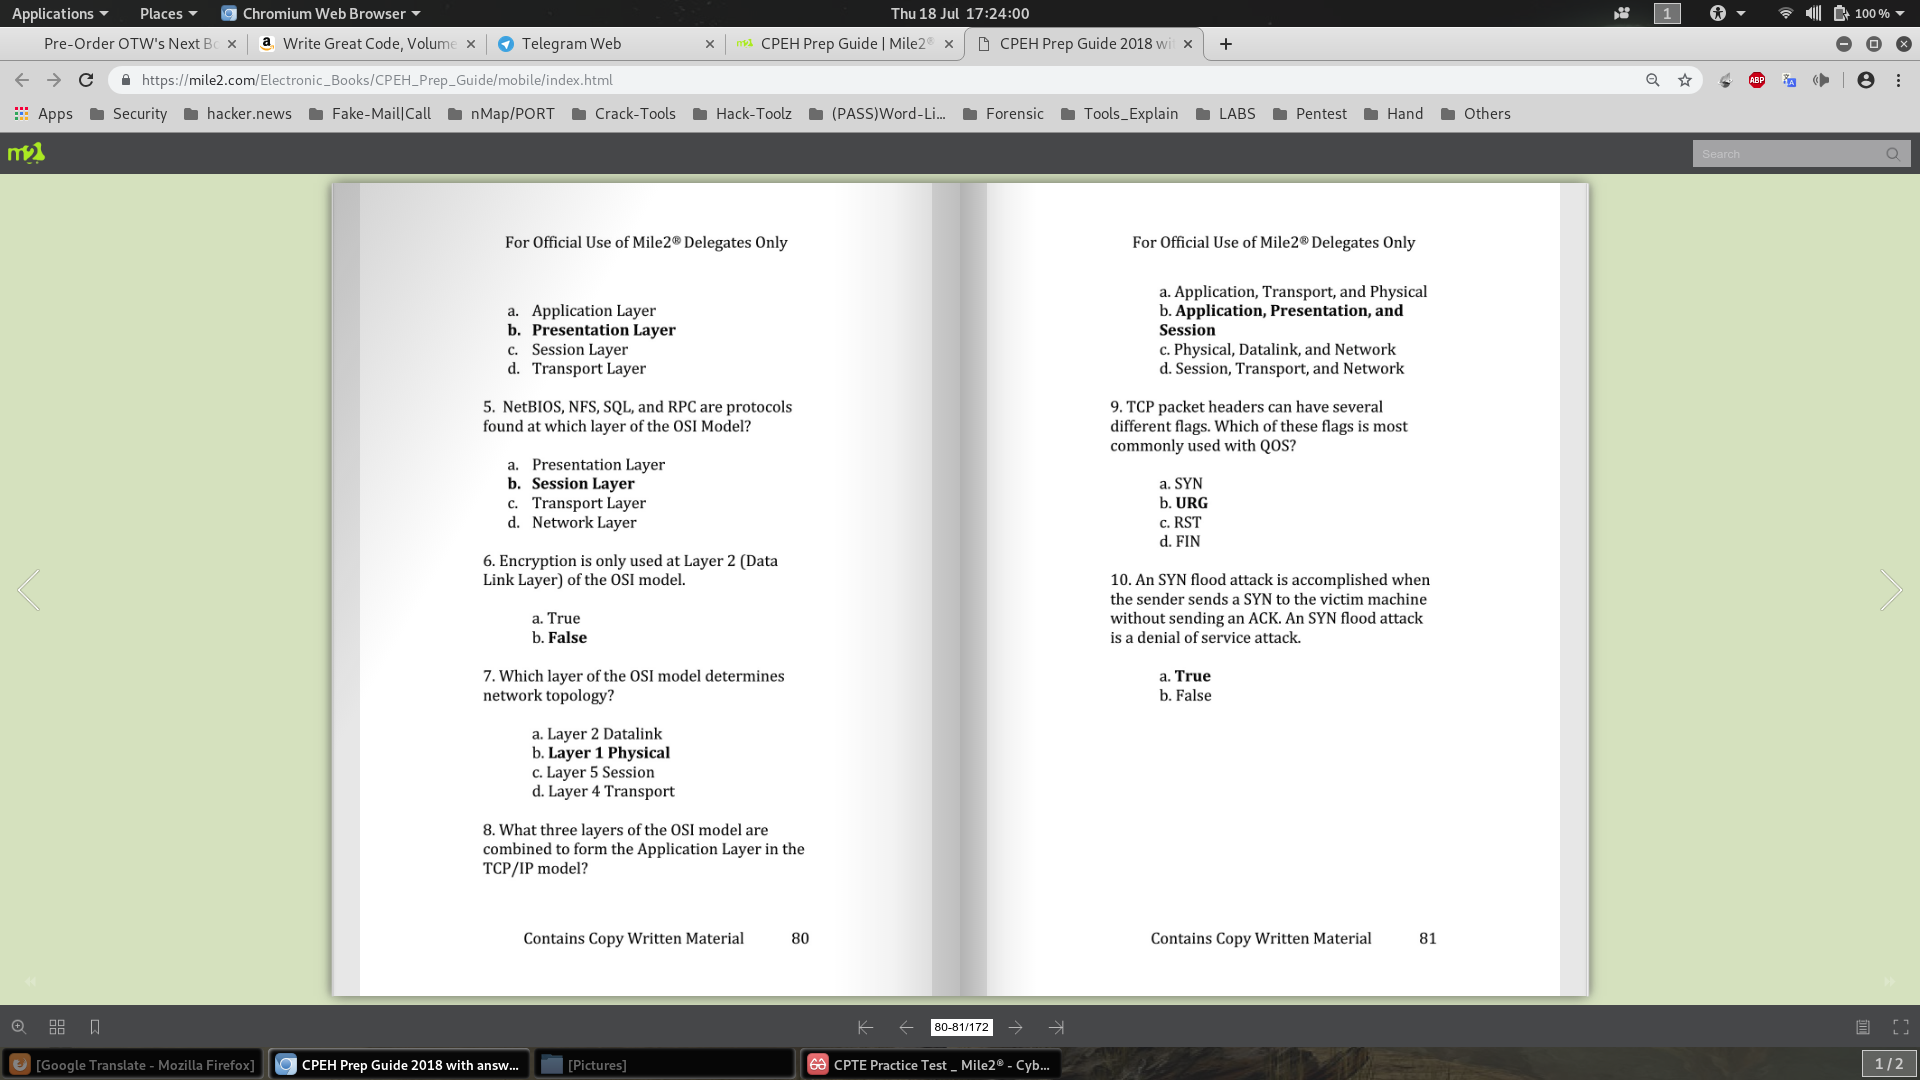 Applications Places Chromium Web Browser Thu 18 Jul 17:24:00 1 100 %
Pre-Order OTW's Next Bo Write Great Code, Volume Telegram Web CPEH Prep Guide | Mile2® CPEH Prep Guide 2018 wi
https://mile2.com/Electronic_Books/CPEH_Prep_Guide/mobile/index.html ABP
Apps Security hacker.news Fake-Mail|Call nMap/PORT Crack-Tools Hack-Toolz (PASS)Word-Li... Forensic Tools_Explain LABS Pentest Hand Others
m2 Search
For Official Use of Mile2® Delegates Only
a. Application Layer
b. Presentation Layer
c. Session Layer
d. Transport Layer
5. NetBIOS, NFS, SQL, and RPC are protocols
found at which layer of the OSI Model?
a. Presentation Layer
b. Session Layer
c. Transport Layer
d. Network Layer
6. Encryption is only used at Layer 2 (Data
Link Layer) of the OSI model.
a. True
b. False
7. Which layer of the OSI model determines
network topology?
a. Layer 2 Datalink
b. Layer 1 Physical
c. Layer 5 Session
d. Layer 4 Transport
8. What three layers of the OSI model are
combined to form the Application Layer in the
TCP/IP model?
Contains Copy Written Material 80
For Official Use of Mile2® Delegates Only
a. Application, Transport, and Physical
b. Application, Presentation, and
Session
c. Physical, Datalink, and Network
d. Session, Transport, and Network
9. TCP packet headers can have several
different flags. Which of these flags is most
commonly used with QOS?
a. SYN
b. URG
c. RST
d. FIN
10. An SYN flood attack is accomplished when
the sender sends a SYN to the victim machine
without sending an ACK. An SYN flood attack
is a denial of service attack.
a. True
b. False
Contains Copy Written Material 81
80-81/172
[Google Translate - Mozilla Firefox] CPEH Prep Guide 2018 with answ... [Pictures] CPTE Practice Test _ Mile2® - Cyb... 1 / 2